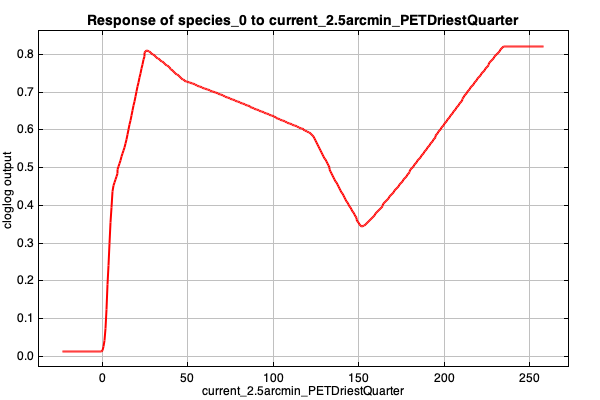 Response of species_0 to current_2.5arcmin_PETDriestQuarter
cloglog output
0.8
0.7
0.6
0.5
0.4
0.3
0.2
0.1
0.0
0 50 100 150 200 250
current_2.5arcmin_PETDriestQuarter